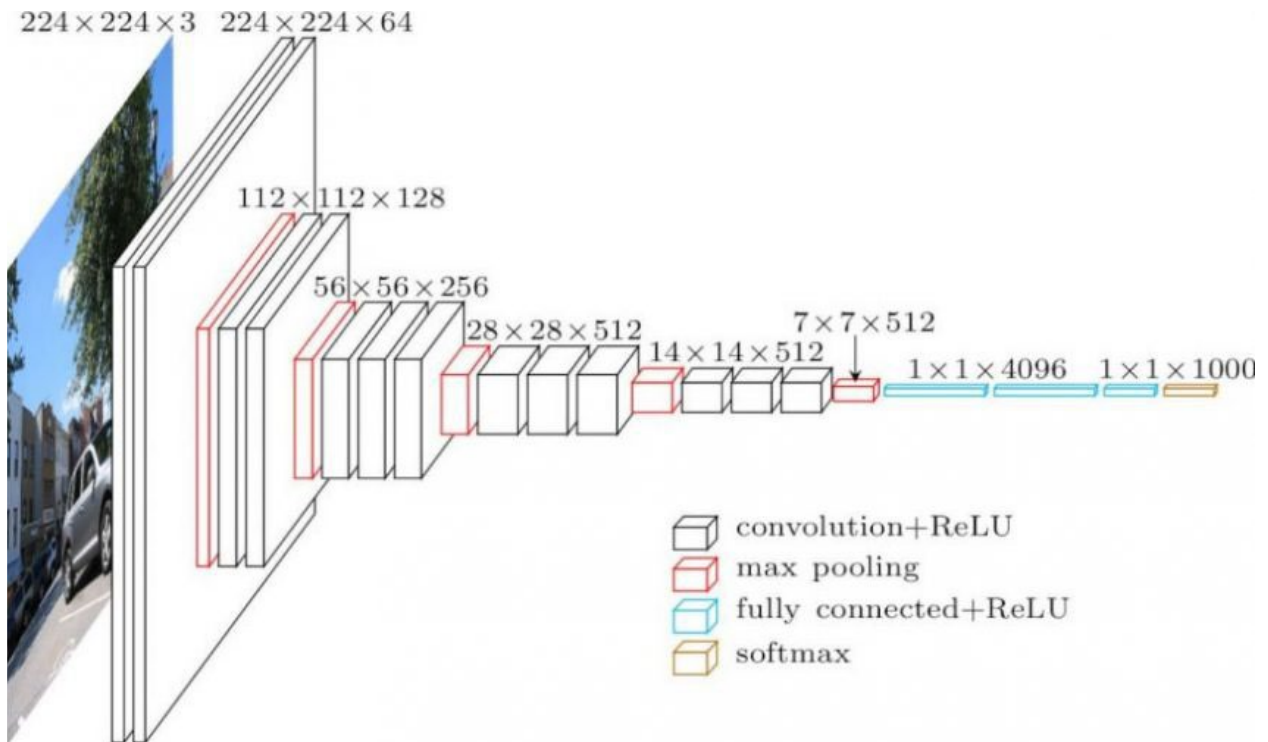 224×224×3
224×224×64
112×112×128
56×56×256
28×28×512
14×14×512
7×7×512
1×1×4096
1×1×1000
convolution+ReLU
max pooling
fully connected+ReLU
softmax